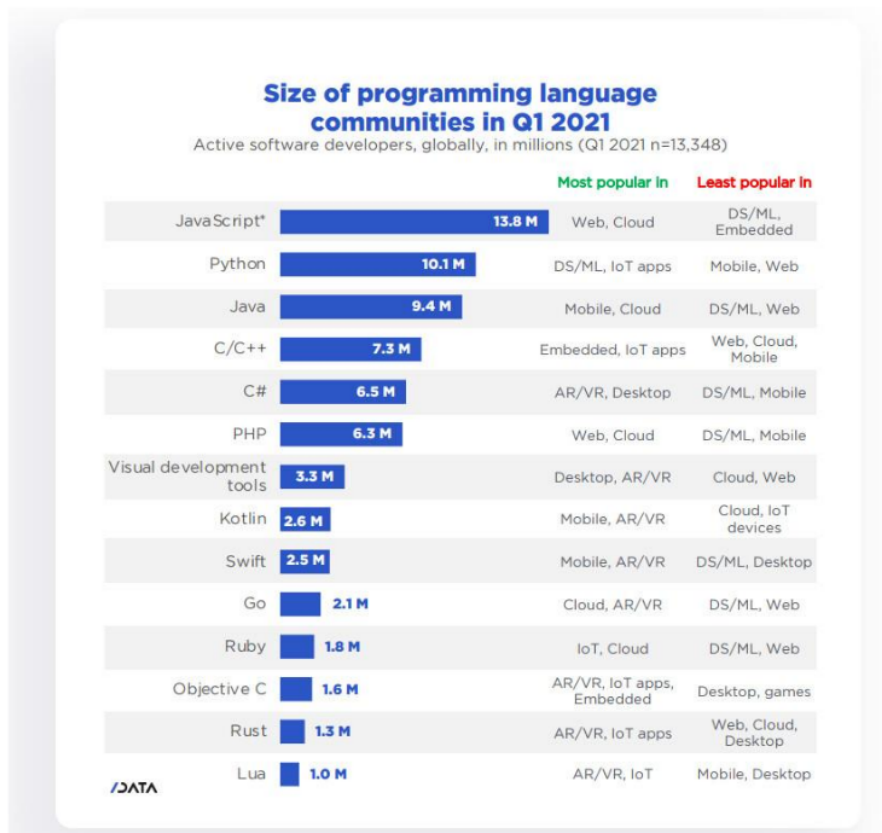 Size of programming language
communities in Q1 2021
Active software developers, globally, in millions (Q1 2021 n=13,348)
Most popular in Least popular in
JavaScript* 13.8 M Web, Cloud DS/ML,
Embedded
Python 10.1 M DS/ML, IoT apps Mobile, Web
Java 9.4 M Mobile, Cloud DS/ML, Web
C/C++ 7.3 M Embedded, IoT apps Web, Cloud,
Mobile
C# 6.5 M AR/VR, Desktop DS/ML, Mobile
PHP 6.3 M Web, Cloud DS/ML, Mobile
Visual development
tools 3.3 M Desktop, AR/VR Cloud, Web
Kotlin 2.6 M Mobile, AR/VR Cloud, IoT
devices
Swift 2.5 M Mobile, AR/VR DS/ML, Desktop
Go 2.1 M Cloud, AR/VR DS/ML, Web
Ruby 1.8 M IoT, Cloud DS/ML, Web
Objective C 1.6 M AR/VR, IoT apps,
Embedded Desktop, games
Rust 1.3 M AR/VR, IoT apps Web, Cloud,
Desktop
Lua 1.0 M AR/VR, IoT Mobile, Desktop
/DATA